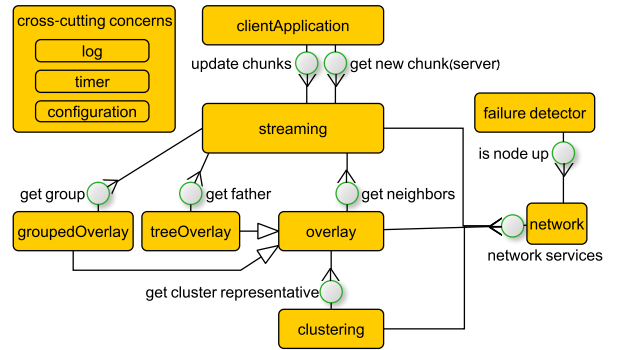 cross-cutting concerns
log
timer
configuration
clientApplication
update chunks
get new chunk(server)
streaming
failure detector
is node up
get group
get father
get neighbors
groupedOverlay
treeOverlay
overlay
network
network services
get cluster representative
clustering